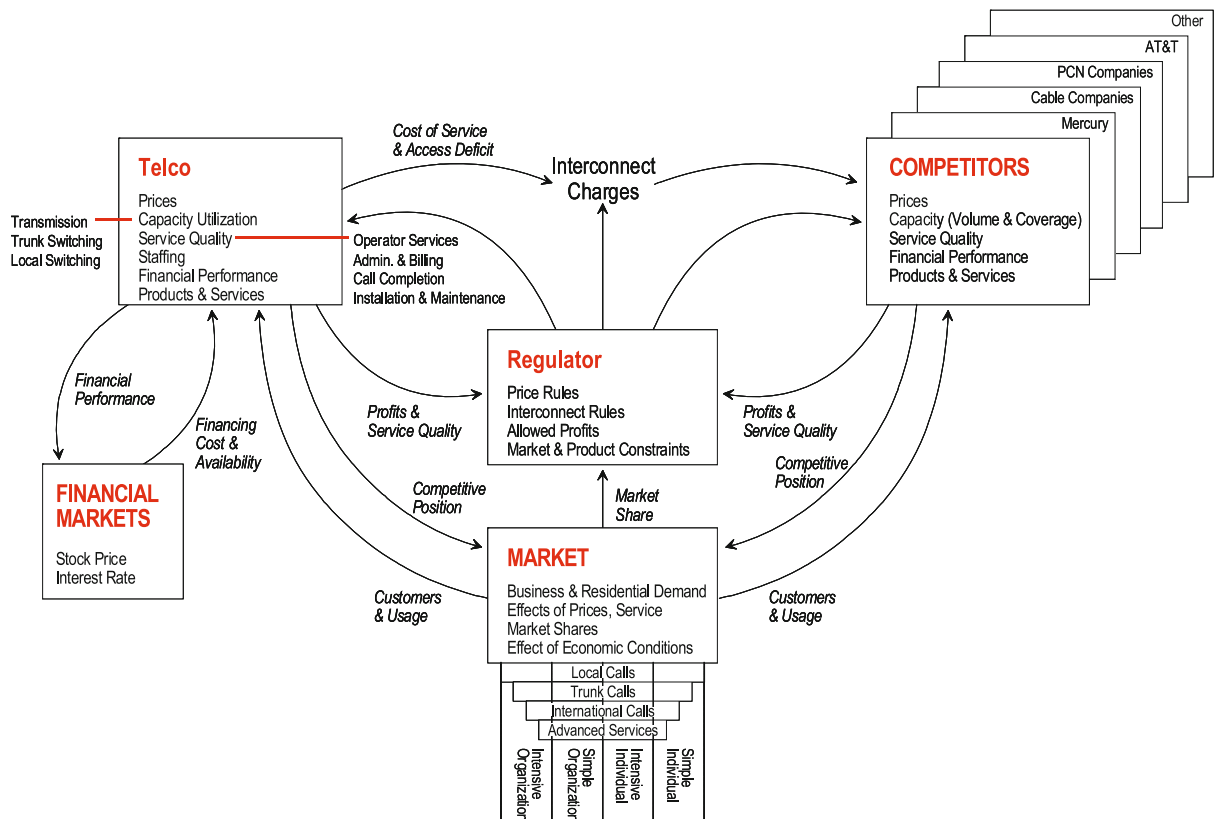 Other
AT&T
PCN Companies
Cable Companies
Mercury
Cost of Service
& Access Deficit
Interconnect
Charges
Telco
Prices
Capacity Utilization
Service Quality
Staffing
Financial Performance
Products & Services
Transmission
Trunk Switching
Local Switching
Operator Services
Admin. & Billing
Call Completion
Installation & Maintenance
COMPETITORS
Prices
Capacity (Volume & Coverage)
Service Quality
Financial Performance
Products & Services
Regulator
Price Rules
Interconnect Rules
Allowed Profits
Market & Product Constraints
Financial
Performance
Financing
Cost &
Availability
Profits &
Service Quality
Profits &
Service Quality
FINANCIAL
MARKETS
Stock Price
Interest Rate
Competitive
Position
Market
Share
Competitive
Position
MARKET
Business & Residential Demand
Effects of Prices, Service
Market Shares
Effect of Economic Conditions
Customers
& Usage
Customers
& Usage
Local Calls
Trunk Calls
International Calls
Advanced Services
Intensive
Organization
Simple
Organization
Intensive
Individual
Simple
Individual